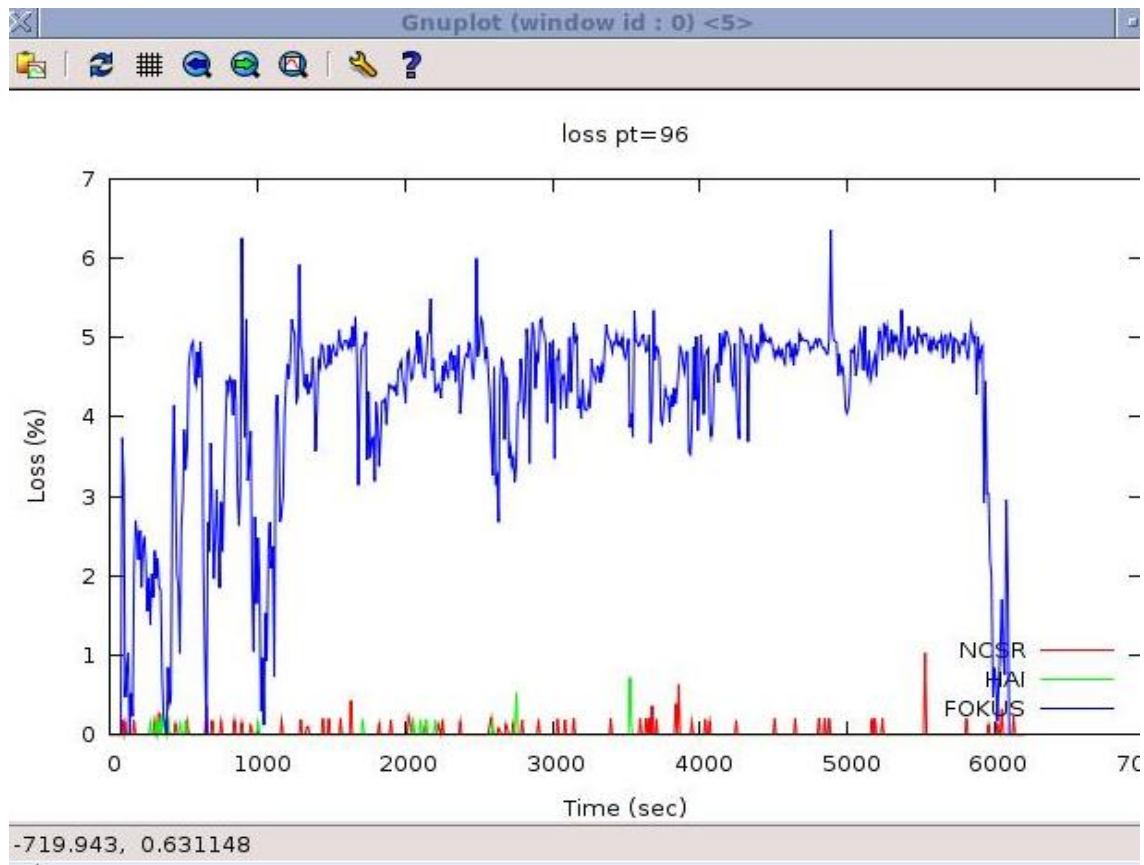 Gnuplot (window id : 0) <5>
loss pt=96
7
6
5
4
3
2
1
0
Loss (%)
NCSR
HAI
FOKUS
0 1000 2000 3000 4000 5000 6000 70
Time (sec)
-719.943, 0.631148